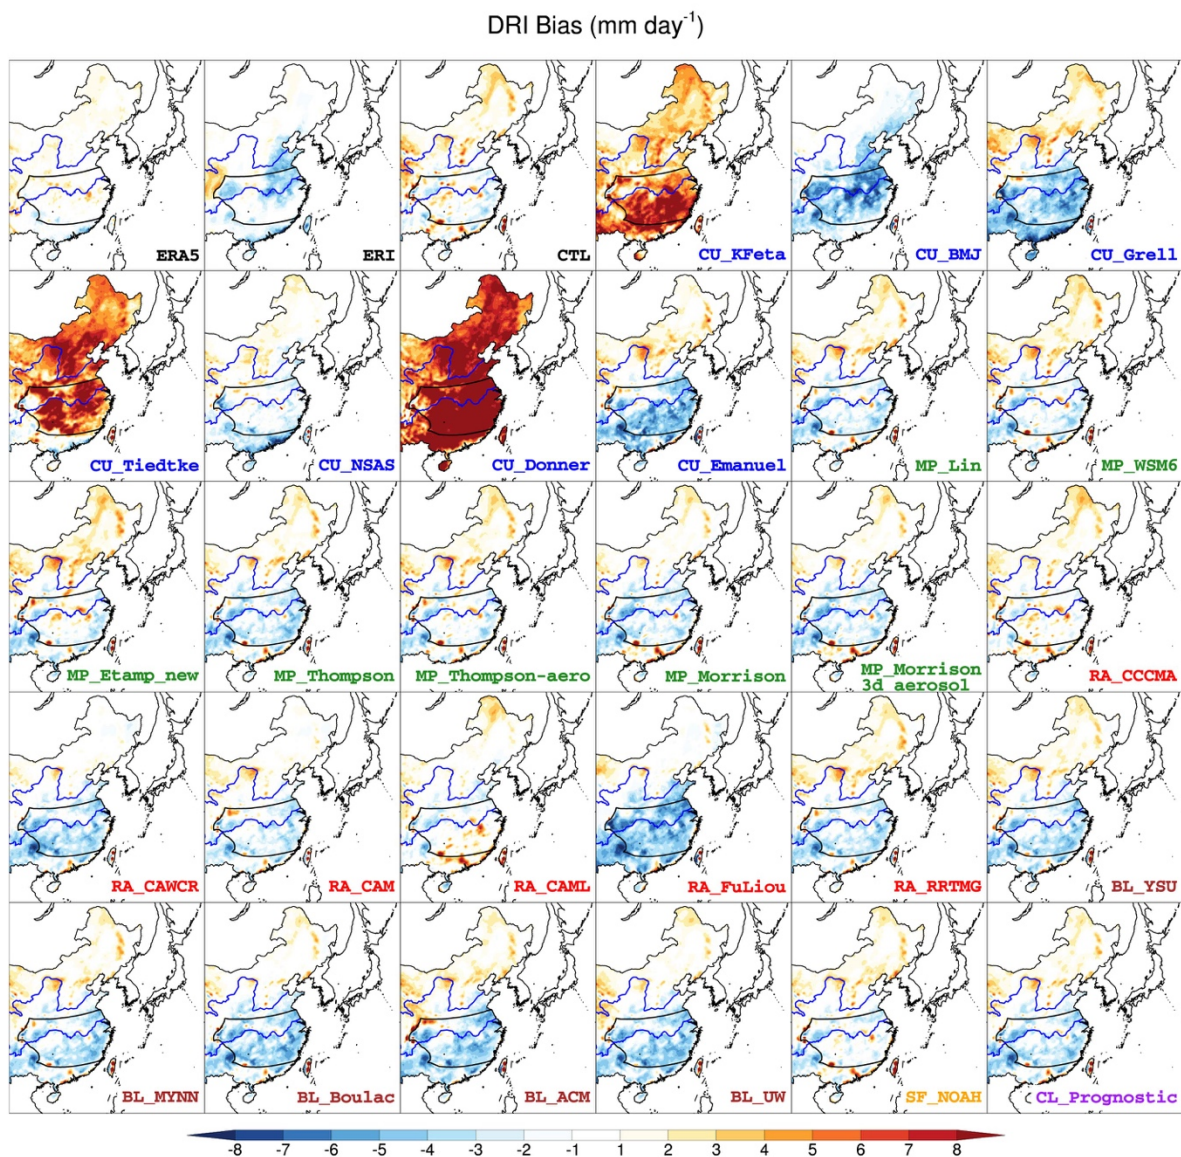 DRI Bias (mm day-1)
ERA5
ERI
CTL
CU_KFeta
CU_BMJ
CU_Grell
CU_Tiedtke
CU_NSAS
CU_Donner
CU_Emanuel
MP_Lin
MP_WSM6
MP_Etamp_new
MP_Thompson
MP_Thompson-aero
MP_Morrison
MP_Morrison
3d aerosol
RA_CCCMA
RA_CAWCR
RA_CAM
RA_CAML
RA_FuLiou
RA_RRTMG
BL_YSU
BL_MYNN
BL_Boulac
BL_ACM
BL_UW
SF_NOAH
CL_Prognostic
-8 -7 -6 -5 -4 -3 -2 -1 1 2 3 4 5 6 7 8